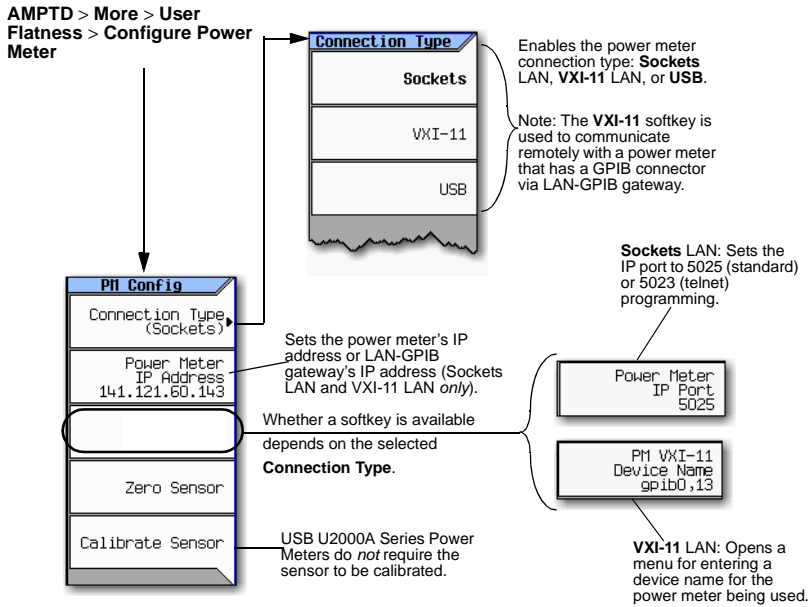 AMPTD > More > User
Flatness > Configure Power
Meter
Connection Type
Sockets
VXI-11
USB
Enables the power meter
connection type: Sockets
LAN, VXI-11 LAN, or USB.
Note: The VXI-11 softkey is
used to communicate
remotely with a power meter
that has a GPIB connector
via LAN-GPIB gateway.
PM Config
Connection Type
(Sockets)
Power Meter
IP Address
141.121.60.143
Zero Sensor
Calibrate Sensor
Sets the power meter's IP
address or LAN-GPIB
gateway's IP address (Sockets
LAN and VXI-11 LAN only).
Whether a softkey is available
depends on the selected
Connection Type.
USB U2000A Series Power
Meters do not require the
sensor to be calibrated.
Sockets LAN: Sets the
IP port to 5025 (standard)
or 5023 (telnet)
programming.
Power Meter
IP Port
5025
PM VXI-11
Device Name
gpib0,13
VXI-11 LAN: Opens a
menu for entering a
device name for the
power meter being used.